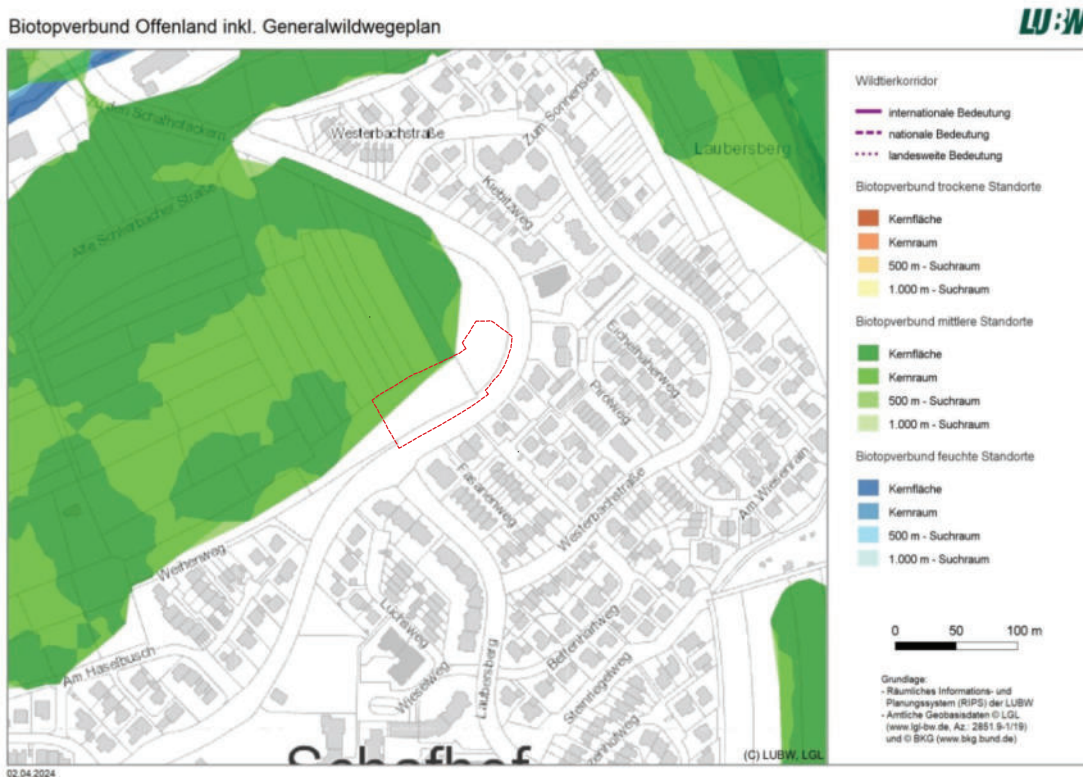 Biotopverbund Offenland inkl. Generalwildwegeplan
LUBW
Zu den Schafhofäckern
Westerbachstraße
Zum Sonnensee
Laubersberg
Kiebitzweg
Alte Schlierbacher Straße
Eichelhäherweg
Pirolweg
Fasanenweg
Westerbachstraße
Am Wiesenrain
Weiherweg
Luchsweg
Laubersberg
Bettenhartweg
Am Haselbusch
Wieselweg
Steinriegelweg
Schafhof
(C) LUBW, LGL
02.04.2024
Wildtierkorridor
internationale Bedeutung
nationale Bedeutung
landesweite Bedeutung
Biotopverbund trockene Standorte
Kernfläche
Kernraum
500 m - Suchraum
1.000 m - Suchraum
Biotopverbund mittlere Standorte
Kernfläche
Kernraum
500 m - Suchraum
1.000 m - Suchraum
Biotopverbund feuchte Standorte
Kernfläche
Kernraum
500 m - Suchraum
1.000 m - Suchraum
0 50 100 m
Grundlage:
- Räumliches Informations- und
Planungssystem (RIPS) der LUBW
- Amtliche Geobasisdaten © LGL
(www.lgl-bw.de, Az.: 2851.9-1/19)
und © BKG (www.bkg.bund.de)